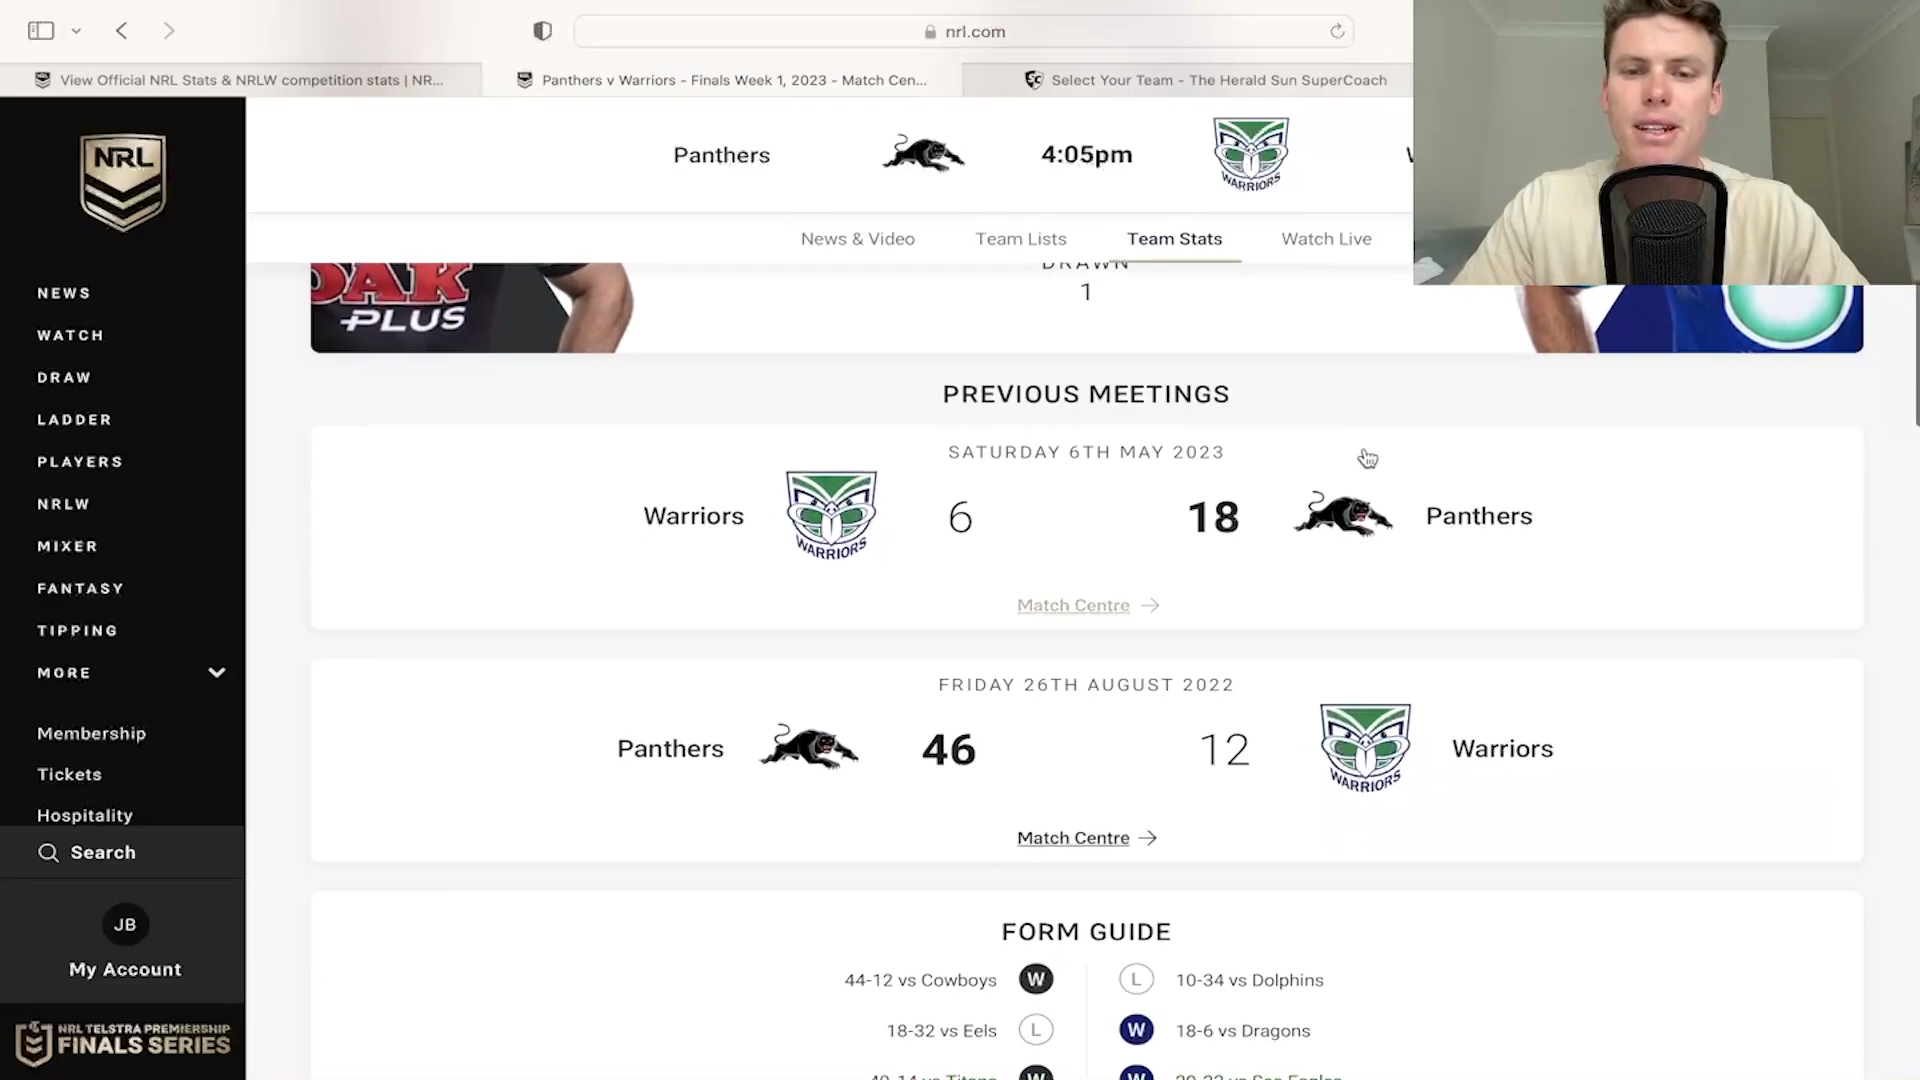 nrl.com
View Official NRL Stats & NRLW competition stats | NR...
Panthers v Warriors - Finals Week 1, 2023 - Match Cen...
Select Your Team - The Herald Sun SuperCoach
NRL
Panthers
4:05pm
WARRIORS
News & Video
Team Lists
Team Stats
Watch Live
NEWS
WATCH
DRAW
LADDER
PLAYERS
NRLW
MIXER
FANTASY
TIPPING
MORE
Membership
Tickets
Hospitality
Search
JB
My Account
NRL TELSTRA PREMIERSHIP
FINALS SERIES
OAK
PLUS
DRAWN
1
PREVIOUS MEETINGS
SATURDAY 6TH MAY 2023
Warriors
WARRIORS
6
18
Panthers
Match Centre
FRIDAY 26TH AUGUST 2022
Panthers
46
12
WARRIORS
Warriors
Match Centre
FORM GUIDE
44-12 vs Cowboys W
L 10-34 vs Dolphins
18-32 vs Eels L
W 18-6 vs Dragons